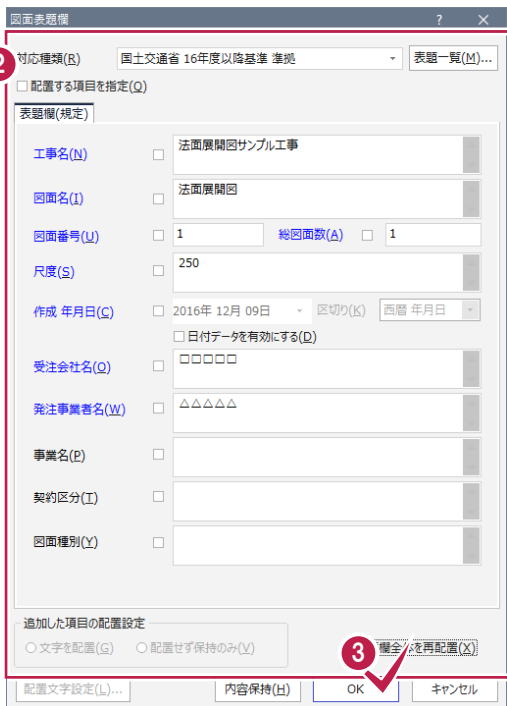 図面表題欄 ? ×
2
対応種類(R) 国土交通省 16年度以降基準 準拠 表題一覧(M)...
配置する項目を指定(Q)
表題欄(規定)
工事名(N) 法面展開図サンプル工事
図面名(I) 法面展開図
図面番号(U) 1 総図面数(A) 1
尺度(S) 250
作成 年月日(C) 2016年 12月 09日 区切り(K) 西暦 年月日
日付データを有効にする(D)
受注会社名(O) □□□□□
発注事業者名(W) △△△△△
事業名(P)
契約区分(T)
図面種別(Y)
追加した項目の配置設定
文字を配置(G) 配置せず保持のみ(V) 3 欄全体を再配置(X)
配置文字設定(L)... 内容保持(H) OK キャンセル